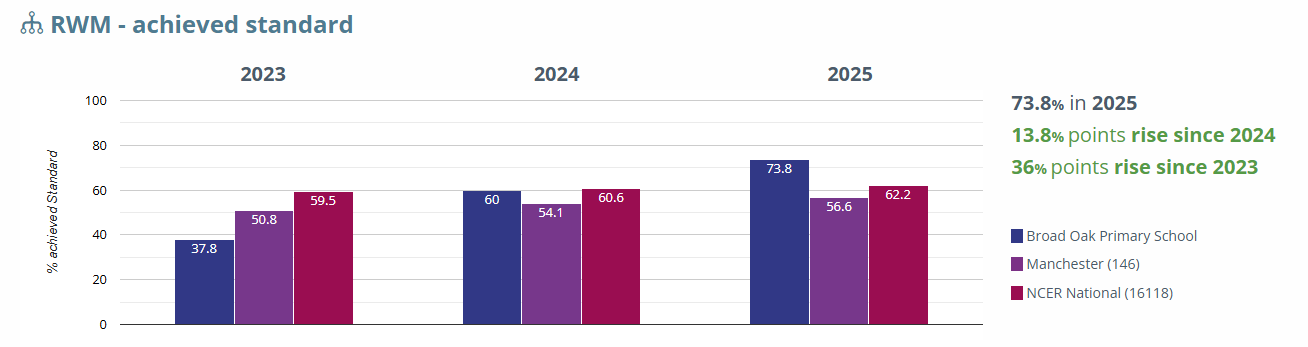 RWM - achieved standard
2023 2024 2025
100
80
60
40
20
0
% achieved Standard
37.8 50.8 59.5
60 54.1 60.6
73.8 56.6 62.2
73.8% in 2025
13.8% points rise since 2024
36% points rise since 2023
Broad Oak Primary School
Manchester (146)
NCER National (16118)